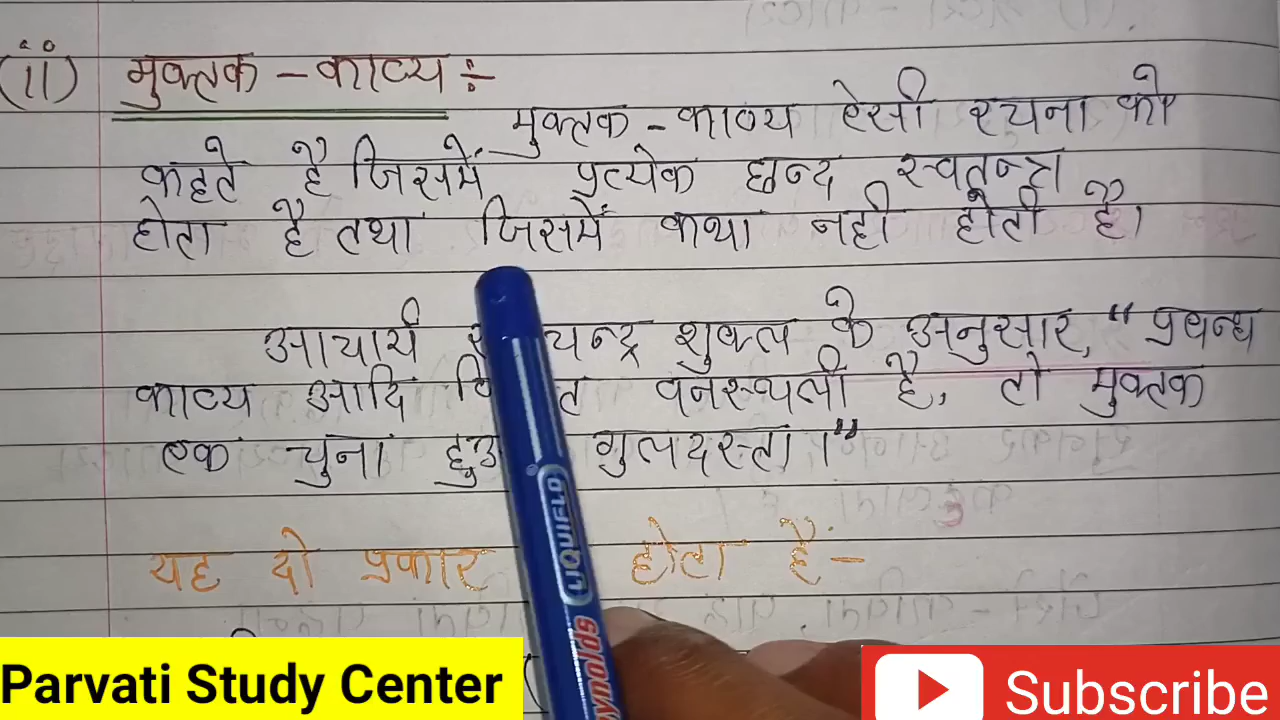 (ii) मुक्तक - काव्य ÷
मुक्तक - काव्य ऐसी रचना को
कहते है जिसमें प्रत्येक छन्द स्वतन्त्र
होता है तथा जिसमें कथा नही होती है।
आचार्य चन्द्र शुक्ल के अनुसार, “ प्रबन्ध
काव्य आदि वनस्थली है, तो मुक्तक
एक चुना गुलदस्ता ।”
यह दो प्रकार होता है:-
LIQUIFLO
Reynolds
Parvati Study Center
Subscribe